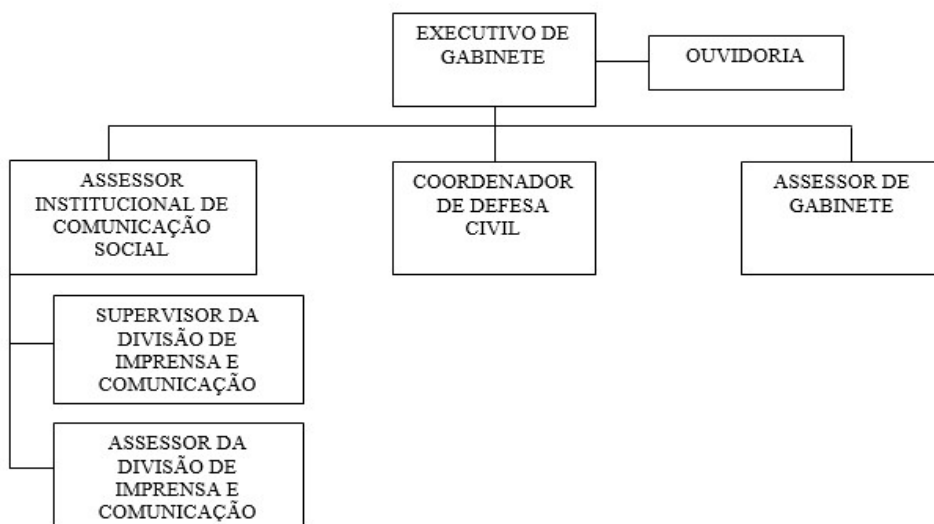 EXECUTIVO DE
GABINETE
OUVIDORIA
ASSESSOR
INSTITUCIONAL DE
COMUNICAÇÃO
SOCIAL
COORDENADOR
DE DEFESA
CIVIL
ASSESSOR DE
GABINETE
SUPERVISOR DA
DIVISÃO DE
IMPRENSA E
COMUNICAÇÃO
ASSESSOR DA
DIVISÃO DE
IMPRENSA E
COMUNICAÇÃO